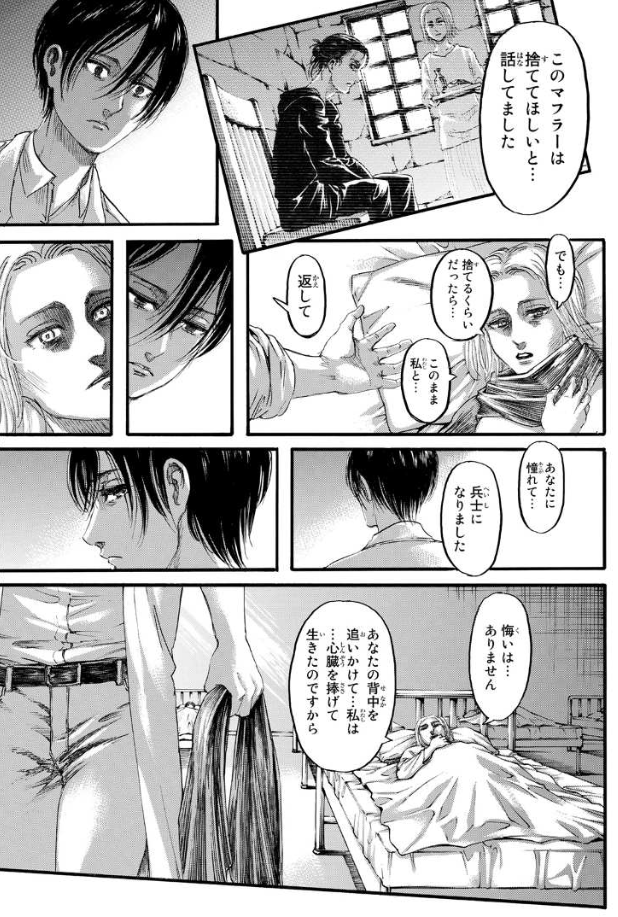 このマフラーは
捨ててほしいと…
話してました
でも…
捨てるくらい
だったら…
このまま
私と…
返して
あなたに
憧れて…
兵士に
なりました
悔いは…
ありません
あなたの背中を
追いかけて…私は
…心臓を捧げて
生きたのですから